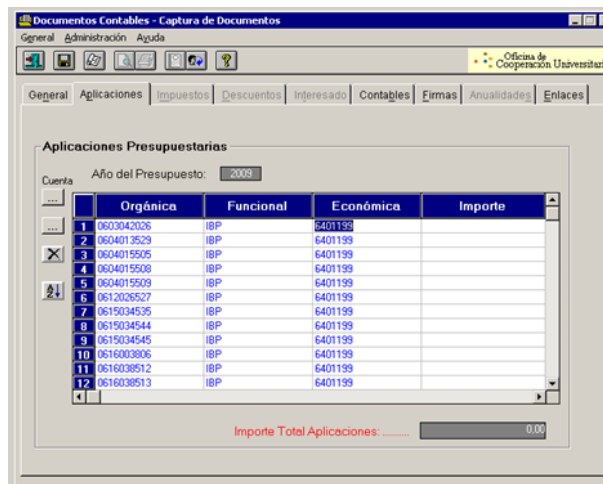 Documentos Contables - Captura de Documentos
General Administración Ayuda
Oficina de
Cooperación Universitari
General Aplicaciones Impuestos Descuentos Interesado Contables Firmas Anualidades Enlaces
Aplicaciones Presupuestarias
Cuenta Año del Presupuesto: 2009
Orgánica Funcional Económica Importe
1 0603042026 IBP 6401199
2 0604013529 IBP 6401199
3 0604015505 IBP 6401199
4 0604015508 IBP 6401199
5 0604015509 IBP 6401199
6 0612026527 IBP 6401199
7 0615034535 IBP 6401199
8 0615034544 IBP 6401199
9 0615034545 IBP 6401199
10 0616003806 IBP 6401199
11 0616038512 IBP 6401199
12 0616038513 IBP 6401199
Importe Total Aplicaciones: ......... 0,00